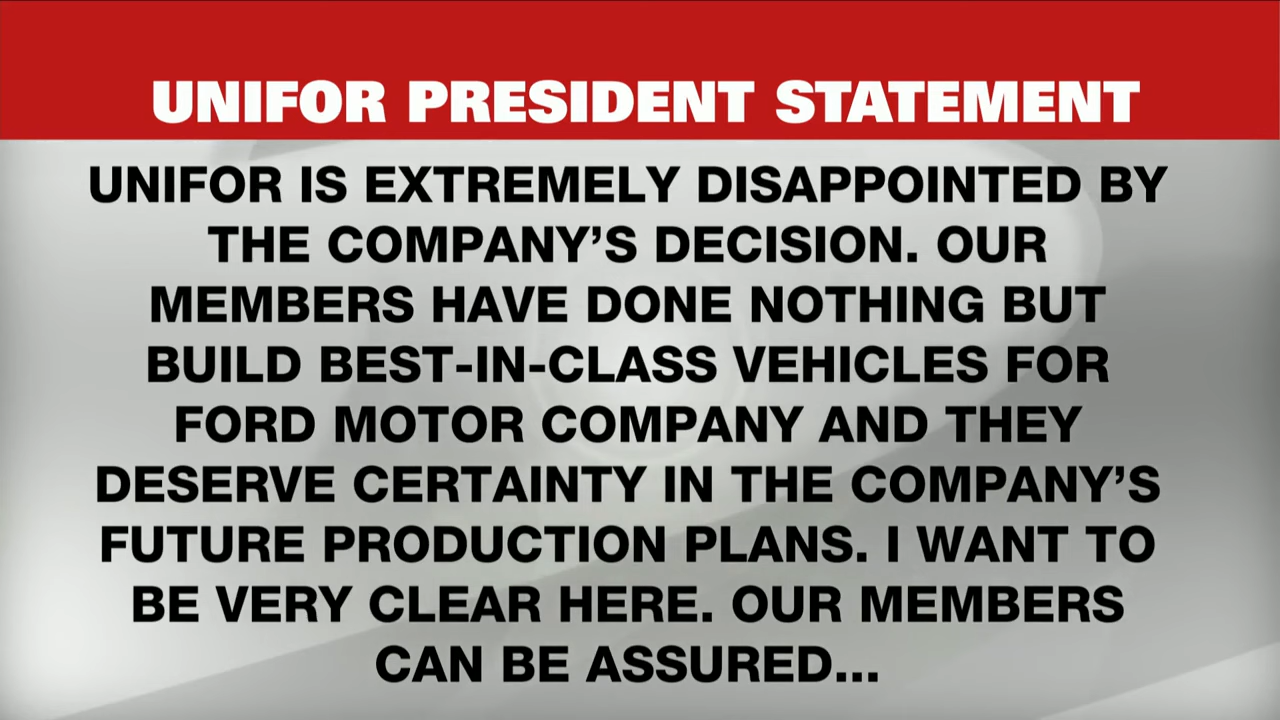 UNIFOR PRESIDENT STATEMENT
UNIFOR IS EXTREMELY DISAPPOINTED BY
THE COMPANY’S DECISION. OUR
MEMBERS HAVE DONE NOTHING BUT
BUILD BEST-IN-CLASS VEHICLES FOR
FORD MOTOR COMPANY AND THEY
DESERVE CERTAINTY IN THE COMPANY’S
FUTURE PRODUCTION PLANS. I WANT TO
BE VERY CLEAR HERE. OUR MEMBERS
CAN BE ASSURED...